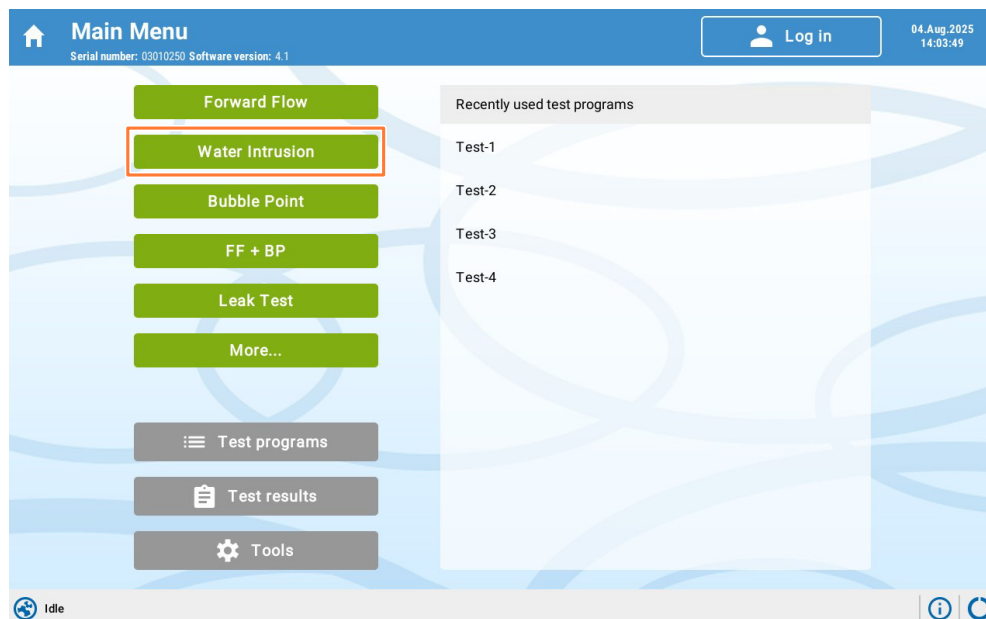 Main Menu
Serial number: 03010250 Software version: 4.1
Log in
04.Aug.2025
14:03:49
Forward Flow
Water Intrusion
Bubble Point
FF + BP
Leak Test
More...
Test programs
Test results
Tools
Recently used test programs
Test-1
Test-2
Test-3
Test-4
Idle